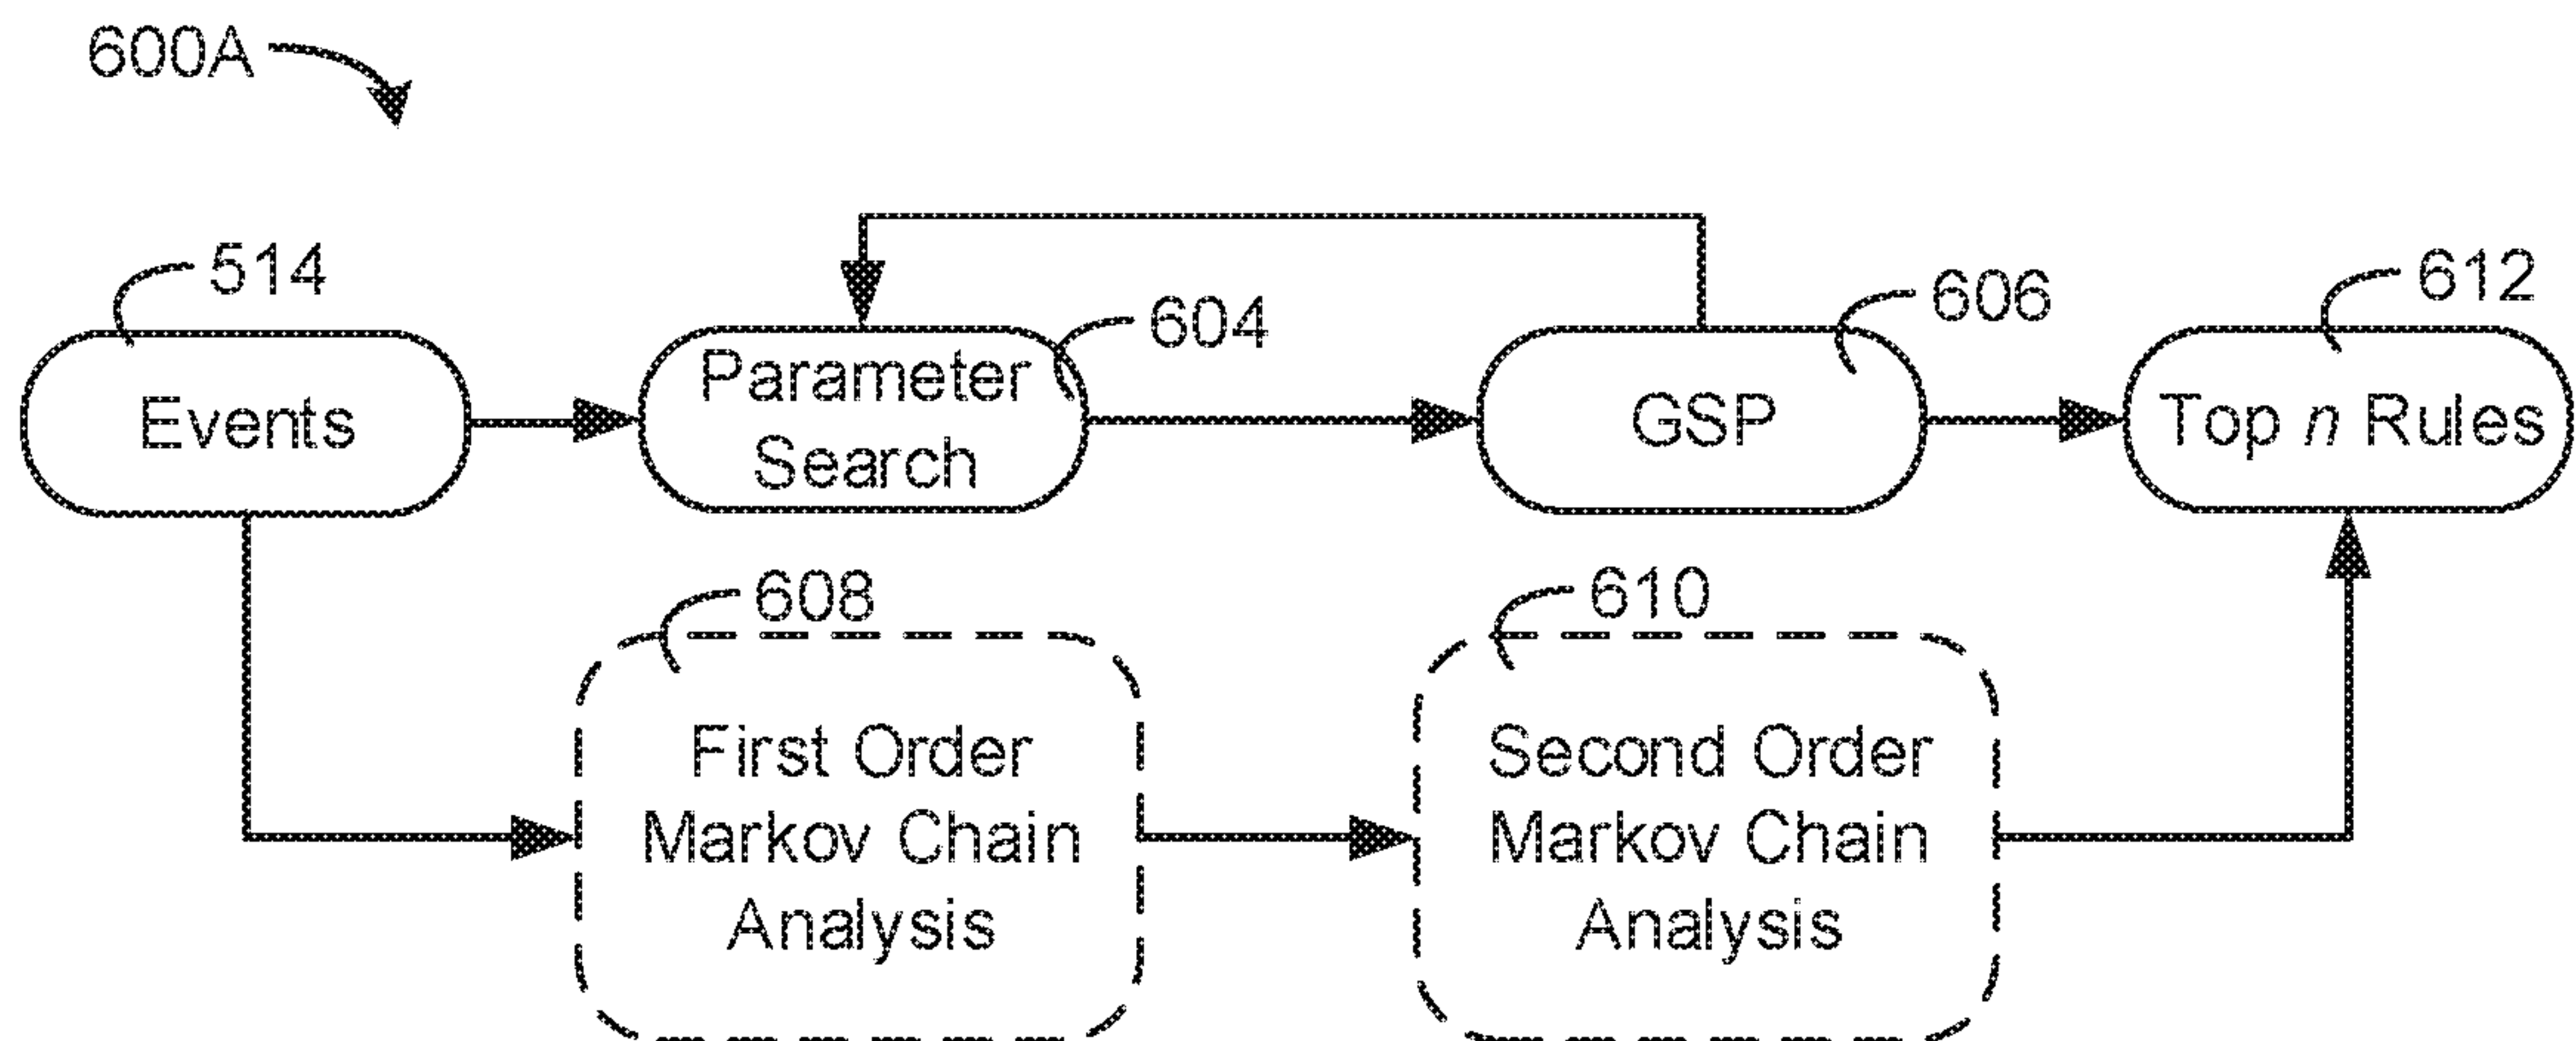 600A
514
604
606
612
Events
Parameter
Search
GSP
Top n Rules
608
610
First Order
Markov Chain
Analysis
Second Order
Markov Chain
Analysis